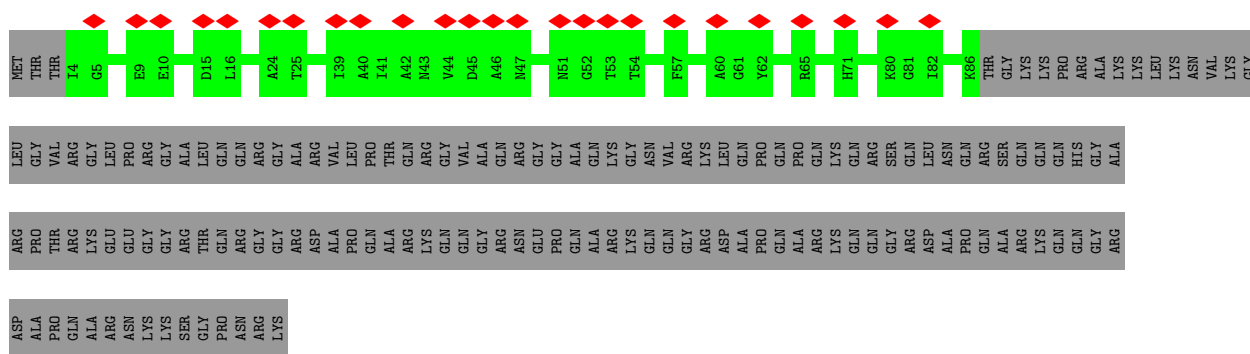 MET THR THR I4 G5 E9 E10 D15 L16 A24 T25 I39 A40 I41 A42 N43 V44 D45 A46 N47 N51 G52 T53 T54 F57 A60 G61 Y62 R65 H71 K80 G81 I82 K86 THR GLY LYS LYS PRO ARG ALA LYS LYS LEU LYS ASN VAL LYS GLY
LEU GLY VAL ARG GLY LEU PRO ARG GLY ALA LEU GLN GLN ARG GLY ALA ARG VAL LEU PRO THR GLN ARG GLY VAL ALA GLN ARG GLY GLY ALA GLN LYS GLY ASN VAL ARG LYS LEU GLN PRO GLN PRO GLN LYS GLN ARG SER GLN LEU ASN GLN ARG SER GLN GLN GLN HIS GLY ALA
ARG PRO THR ARG LYS GLU GLU GLY GLY ARG THR GLN ARG GLY GLY ARG ASP ALA PRO GLN ALA ARG LYS GLN GLN GLY ARG ASN GLU PRO GLN ALA ARG LYS GLN GLN GLY ARG ASP ALA PRO GLN ALA ARG LYS GLN GLN GLY ARG ASP ALA PRO GLN ALA ARG LYS GLN GLN GLY ARG
ASP ALA PRO GLN ALA ARG ASN LYS LYS SER GLY PRO ASN ARG LYS